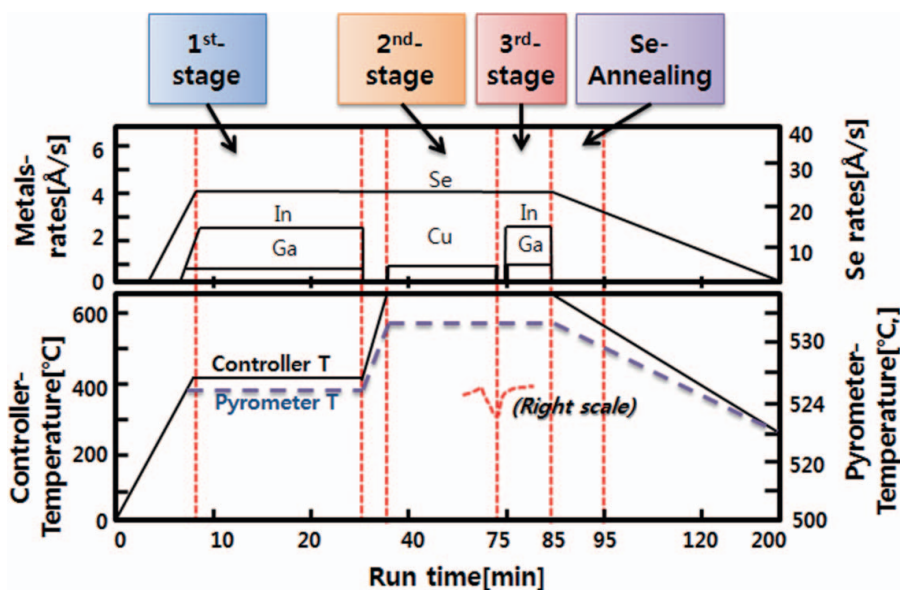 1st-
stage
2nd-
stage
3rd-
stage
Se-
Annealing
Metals-
rates[Å/s]
6
4
2
0
Se
In
Ga
Cu
In
Ga
40
30
20
10
Se rates[Å/s]
Controller-
Temperature[℃]
600
400
200
0
Controller T
Pyrometer T
(Right scale)
530
524
520
500
Pyrometer-
Temperature[℃,]
0 10 20 40 75 85 95 120 200
Run time[min]